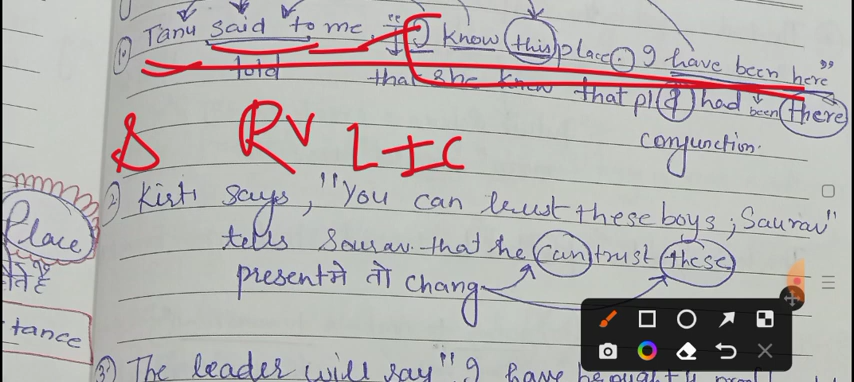 (1) Tanu said to me, "I know this place. I have been here"
told that she knew that pl & had been there
conjunction.
S RV L I C
(2) Kirti says, "You can trust these boys, Saurav"
Place
tells Saurav that he can trust these
present में तो chang
tance
(3) The leader will say "I have